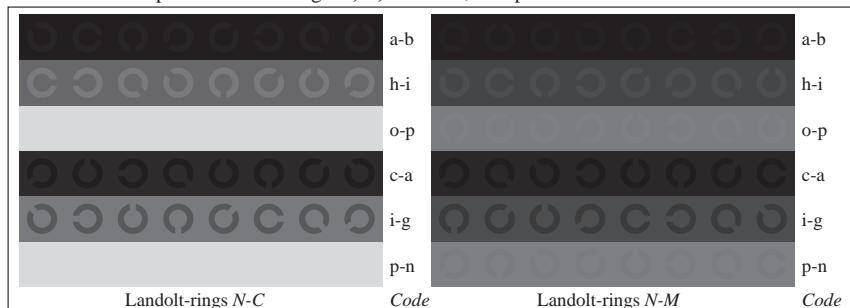 a-b a-b
h-i h-i
o-p o-p
c-a c-a
i-g i-g
p-n p-n
Landolt-rings N-C Code Landolt-rings N-M Code